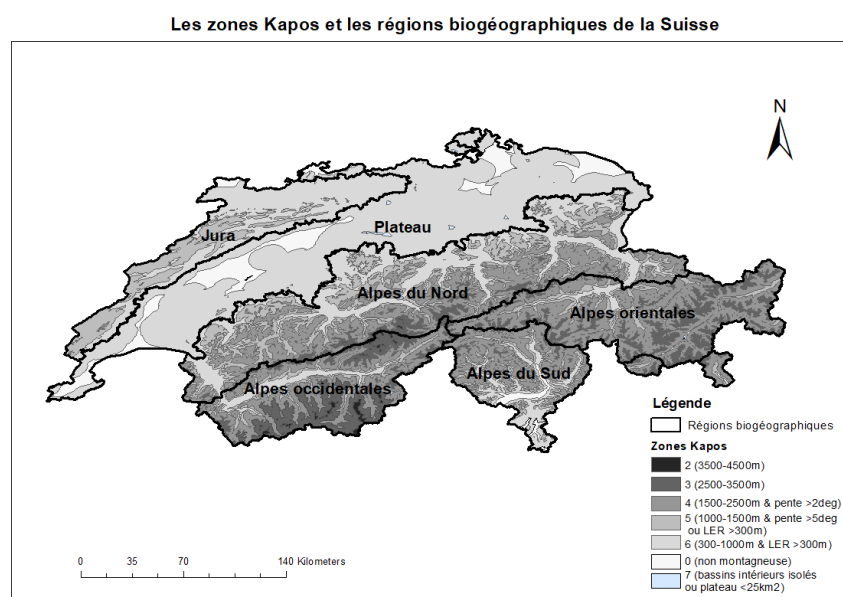 Les zones Kapos et les régions biogéographiques de la Suisse
N
Jura
Plateau
Alpes du Nord
Alpes orientales
Alpes occidentales
Alpes du Sud
Légende
Régions biogéographiques
Zones Kapos
2 (3500-4500m)
3 (2500-3500m)
4 (1500-2500m & pente >2deg)
5 (1000-1500m & pente >5deg
ou LER >300m)
6 (300-1000m & LER >300m)
0 (non montagneuse)
7 (bassins intérieurs isolés
ou plateau <25km2)
0 35 70 140 Kilometers